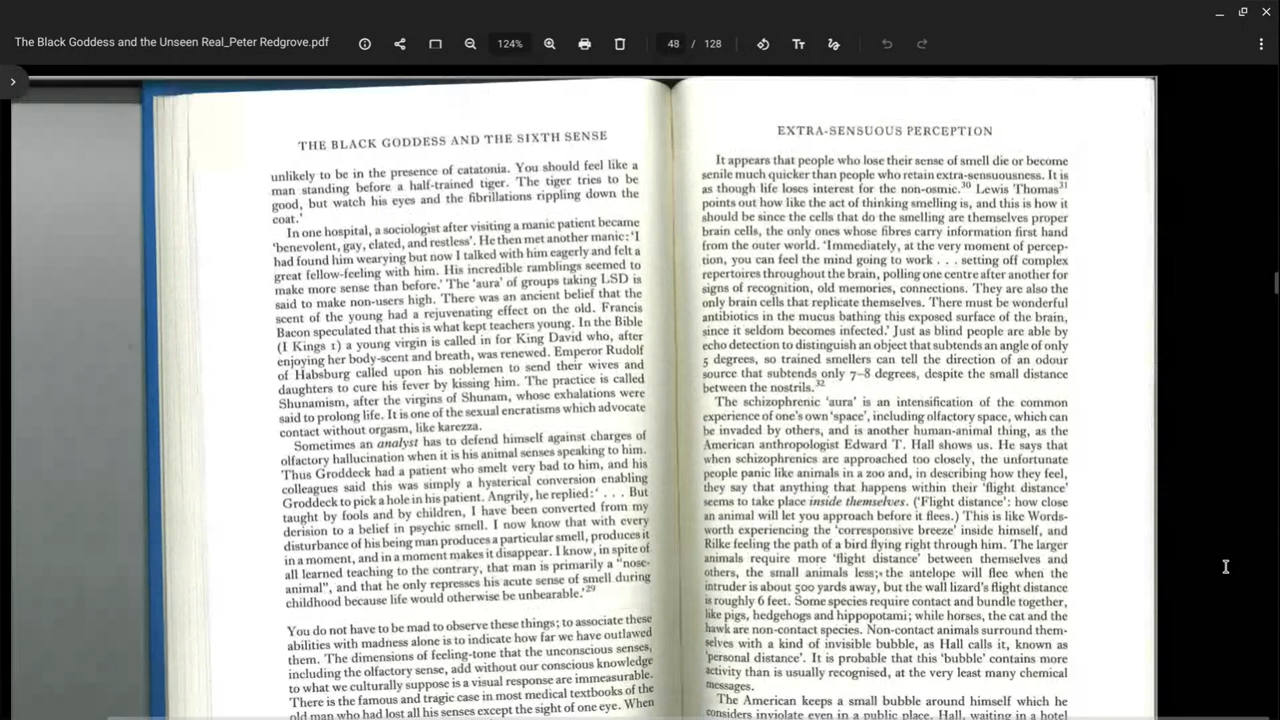 The Black Goddess and the Unseen Real_Peter Redgrove.pdf
124%
48 / 128
THE BLACK GODDESS AND THE SIXTH SENSE
unlikely to be in the presence of catatonia. You should feel like a
man standing before a half-trained tiger. The tiger tries to be
good, but watch his eyes and the fibrillations rippling down the
coat.'
In one hospital, a sociologist after visiting a manic patient became
'benevolent, gay, elated, and restless'. He then met another manic: 'I
had found him wearying but now I talked with him eagerly and felt a
great fellow-feeling with him. His incredible ramblings seemed to
make more sense than before.' The 'aura' of groups taking LSD is
said to make non-users high. There was an ancient belief that the
scent of the young had a rejuvenating effect on the old. Francis
Bacon speculated that this is what kept teachers young. In the Bible
(I Kings 1) a young virgin is called in for King David who, after
enjoying her body-scent and breath, was renewed. Emperor Rudolf
of Habsburg called upon his noblemen to send their wives and
daughters to cure his fever by kissing him. The practice is called
Shunamism, after the virgins of Shunam, whose exhalations were
said to prolong life. It is one of the sexual encratisms which advocate
contact without orgasm, like karezza.
Sometimes an analyst has to defend himself against charges of
olfactory hallucination when it is his animal senses speaking to him.
Thus Groddeck had a patient who smelt very bad to him, and his
colleagues said this was simply a hysterical conversion enabling
Groddeck to pick a hole in his patient. Angrily, he replied: ' . . . But
taught by fools and by children, I have been converted from my
derision to a belief in psychic smell. I now know that with every
disturbance of his being man produces a particular smell, produces it
in a moment, and in a moment makes it disappear. I know, in spite of
all learned teaching to the contrary, that man is primarily a "nose-
animal", and that he only represses his acute sense of smell during
childhood because life would otherwise be unbearable.'29
You do not have to be mad to observe these things; to associate these
abilities with madness alone is to indicate how far we have outlawed
them. The dimensions of feeling-tone that the unconscious senses,
including the olfactory sense, add without our conscious knowledge
to what we culturally suppose is a visual response are immeasurable.
There is the famous and tragic case in most medical textbooks of the
old man who had lost all his senses except the sight of one eye. When
EXTRA-SENSUOUS PERCEPTION
It appears that people who lose their sense of smell die or become
senile much quicker than people who retain extra-sensuousness. It is
as though life loses interest for the non-osmic.30 Lewis Thomas31
points out how like the act of thinking smelling is, and this is how it
should be since the cells that do the smelling are themselves proper
brain cells, the only ones whose fibres carry information first hand
from the outer world. 'Immediately, at the very moment of percep-
tion, you can feel the mind going to work . . . setting off complex
repertoires throughout the brain, polling one centre after another for
signs of recognition, old memories, connections. They are also the
only brain cells that replicate themselves. There must be wonderful
antibiotics in the mucus bathing this exposed surface of the brain,
since it seldom becomes infected.' Just as blind people are able by
echo detection to distinguish an object that subtends an angle of only
5 degrees, so trained smellers can tell the direction of an odour
source that subtends only 7–8 degrees, despite the small distance
between the nostrils.32
The schizophrenic 'aura' is an intensification of the common
experience of one's own 'space', including olfactory space, which can
be invaded by others, and is another human-animal thing, as the
American anthropologist Edward T. Hall shows us. He says that
when schizophrenics are approached too closely, the unfortunate
people panic like animals in a zoo and, in describing how they feel,
they say that anything that happens within their 'flight distance'
seems to take place inside themselves. ('Flight distance': how close
an animal will let you approach before it flees.) This is like Words-
worth experiencing the 'corresponsive breeze' inside himself, and
Rilke feeling the path of a bird flying right through him. The larger
animals require more 'flight distance' between themselves and
others, the small animals less; the antelope will flee when the
intruder is about 500 yards away, but the wall lizard's flight distance
is roughly 6 feet. Some species require contact and bundle together,
like pigs, hedgehogs and hippopotami; while horses, the cat and the
hawk are non-contact species. Non-contact animals surround them-
selves with a kind of invisible bubble, as Hall calls it, known as
'personal distance'. It is probable that this 'bubble' contains more
activity than is usually recognised, at the very least many chemical
messages.
The American keeps a small bubble around himself which he
considers inviolate even in a public place. Hall, waiting in a hotel